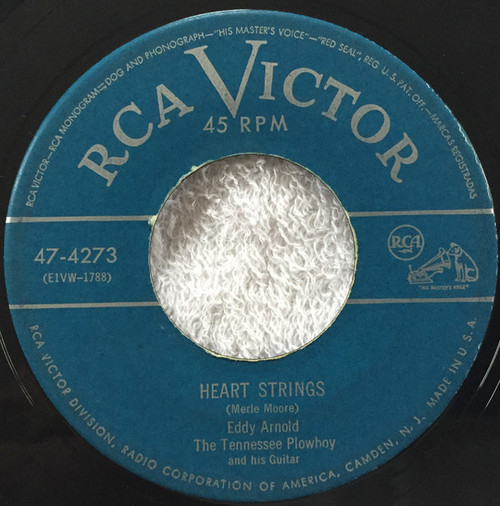 RCA VICTOR—RCA MONOGRAM—DOG AND PHONOGRAPH—"HIS MASTER'S VOICE"—"RED SEAL", REG. U.S. PAT. OFF.—MARCAS REGISTRADAS
RCA VICTOR
45 RPM
47-4273
(E1VW-1788)
RCA
"HIS MASTER'S VOICE"
HEART STRINGS
(Merle Moore)
Eddy Arnold
The Tennessee Plowboy
and his Guitar
RCA VICTOR DIVISION, RADIO CORPORATION OF AMERICA, CAMDEN, N. J. MADE IN U.S.A.